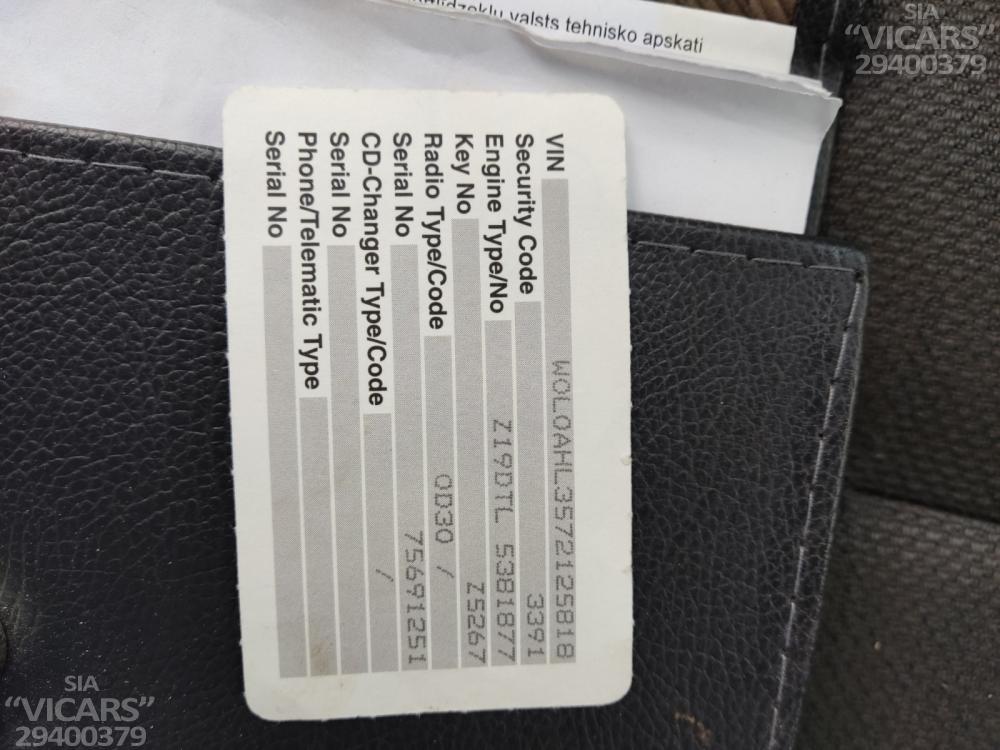 valsts tehnisko apskati
SIA
“VICARS”
29400379
VIN W0L0AHL3572125818
Security Code 3391
Engine Type/No Z19DTL 5381877
Key No Z5267
Radio Type/Code QD30 /
Serial No 75691251
CD-Changer Type/Code /
Serial No
Phone/Telematic Type
Serial No
SIA
“VICARS”
29400379